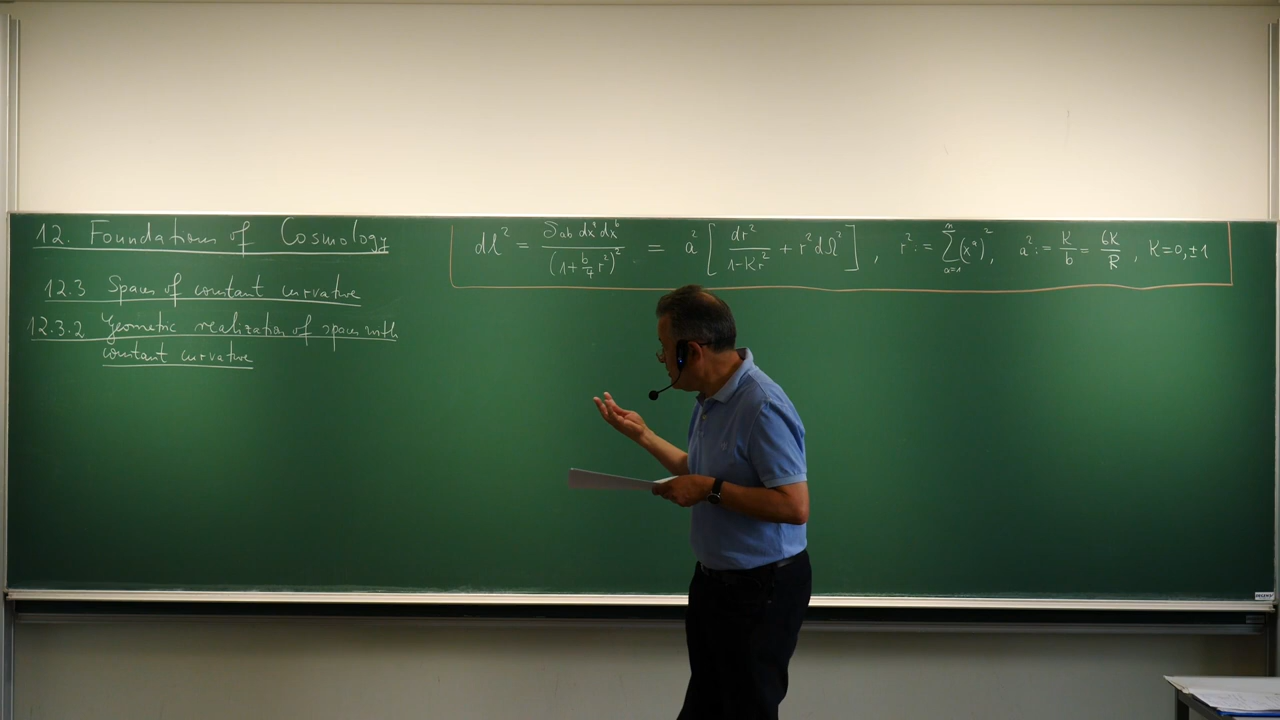 12. Foundations of Cosmology
12.3 Spaces of constant curvature
12.3.2 Geometric realization of spaces with
constant curvature
dl² = δab dxᵃ dxᵇ / (1 + b/4 r²)² = a² [ dr² / (1 - Kr²) + r² dΩ² ] , r² := ∑ₐ₌₁ⁿ (xᵃ)² , a² := K/b = 6K/R , K = 0, ±1